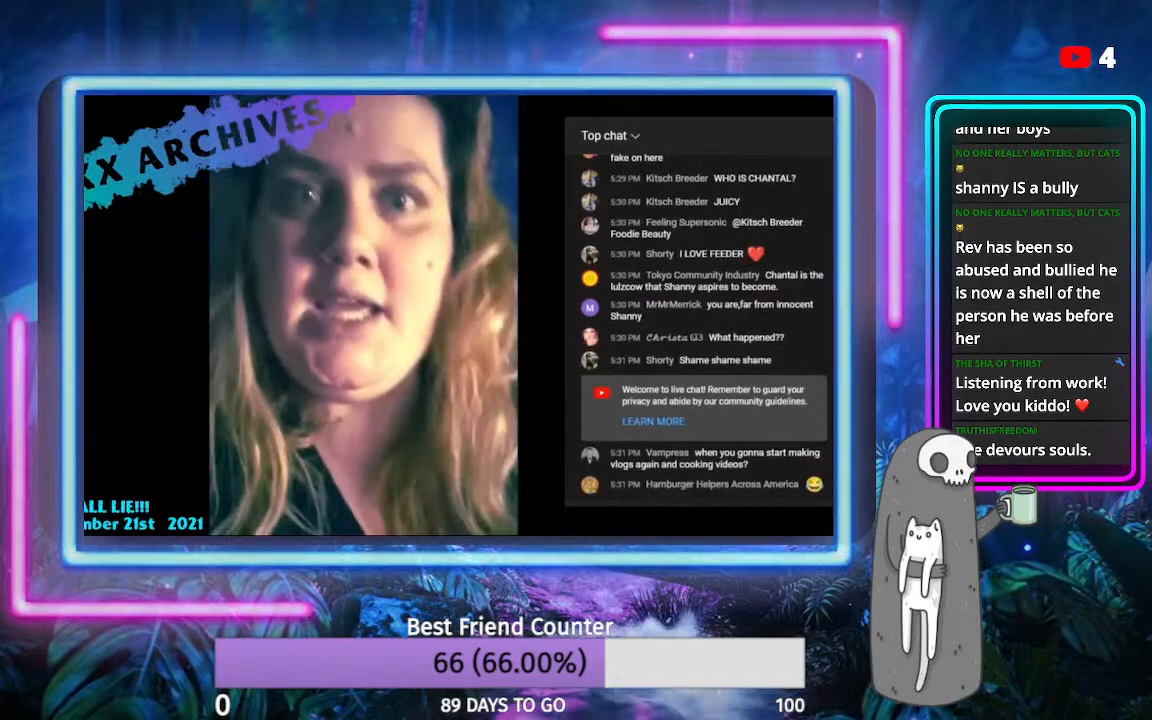 XX ARCHIVES
ALL LIE!!!
mber 21st 2021
Top chat
fake on here
5:29 PM Kitsch Breeder WHO IS CHANTAL?
5:30 PM Kitsch Breeder JUICY
5:30 PM Feeling Supersonic @Kitsch Breeder
Foodie Beauty
5:30 PM Shorty I LOVE FEEDER
5:30 PM Tokyo Community Industry Chantal is the
lulzcow that Shanny aspires to become.
5:30 PM MrMrMerrick you are,far from innocent
Shanny
5:30 PM Christa What happened??
5:31 PM Shorty Shame shame shame
Welcome to live chat! Remember to guard your
privacy and abide by our community guidelines.
LEARN MORE
5:31 PM Vampress when you gonna start making
vlogs again and cooking videos?
5:31 PM Hamburger Helpers Across America
4
and her boys
NO ONE REALLY MATTERS, BUT CATS
shanny IS a bully
NO ONE REALLY MATTERS, BUT CATS
Rev has been so
abused and bullied he
is now a shell of the
person he was before
her
THE SHA OF THIRST
Listening from work!
Love you kiddo!
TRUTHISFREEDOM
e devours souls.
Best Friend Counter
66 (66.00%)
0 89 DAYS TO GO 100